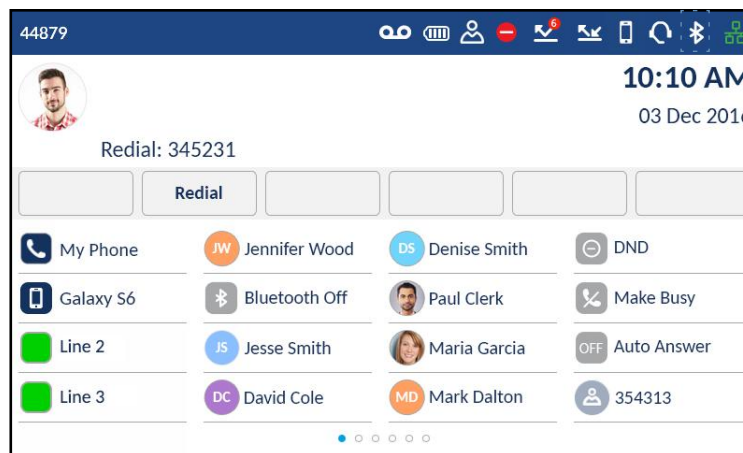 44879
6
10:10 AM
03 Dec 2016
Redial: 345231
Redial
My Phone
JW Jennifer Wood
DS Denise Smith
DND
Galaxy S6
Bluetooth Off
Paul Clerk
Make Busy
Line 2
JS Jesse Smith
Maria Garcia
OFF Auto Answer
Line 3
DC David Cole
MD Mark Dalton
354313